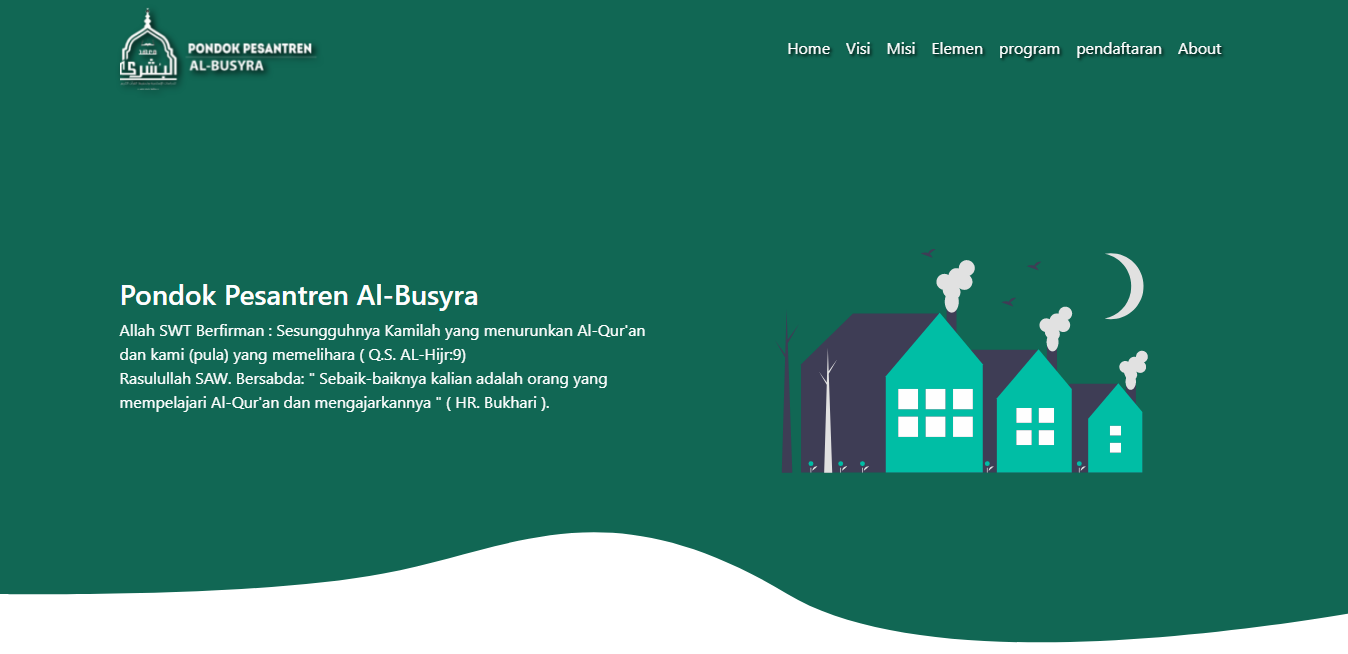 معهد
البشرى
PONDOK PESANTREN
AL-BUSYRA
Home Visi Misi Elemen program pendaftaran About
Pondok Pesantren Al-Busyra
Allah SWT Berfirman : Sesungguhnya Kamilah yang menurunkan Al-Qur'an
dan kami (pula) yang memelihara ( Q.S. AL-Hijr:9)
Rasulullah SAW. Bersabda: " Sebaik-baiknya kalian adalah orang yang
mempelajari Al-Qur'an dan mengajarkannya " ( HR. Bukhari ).